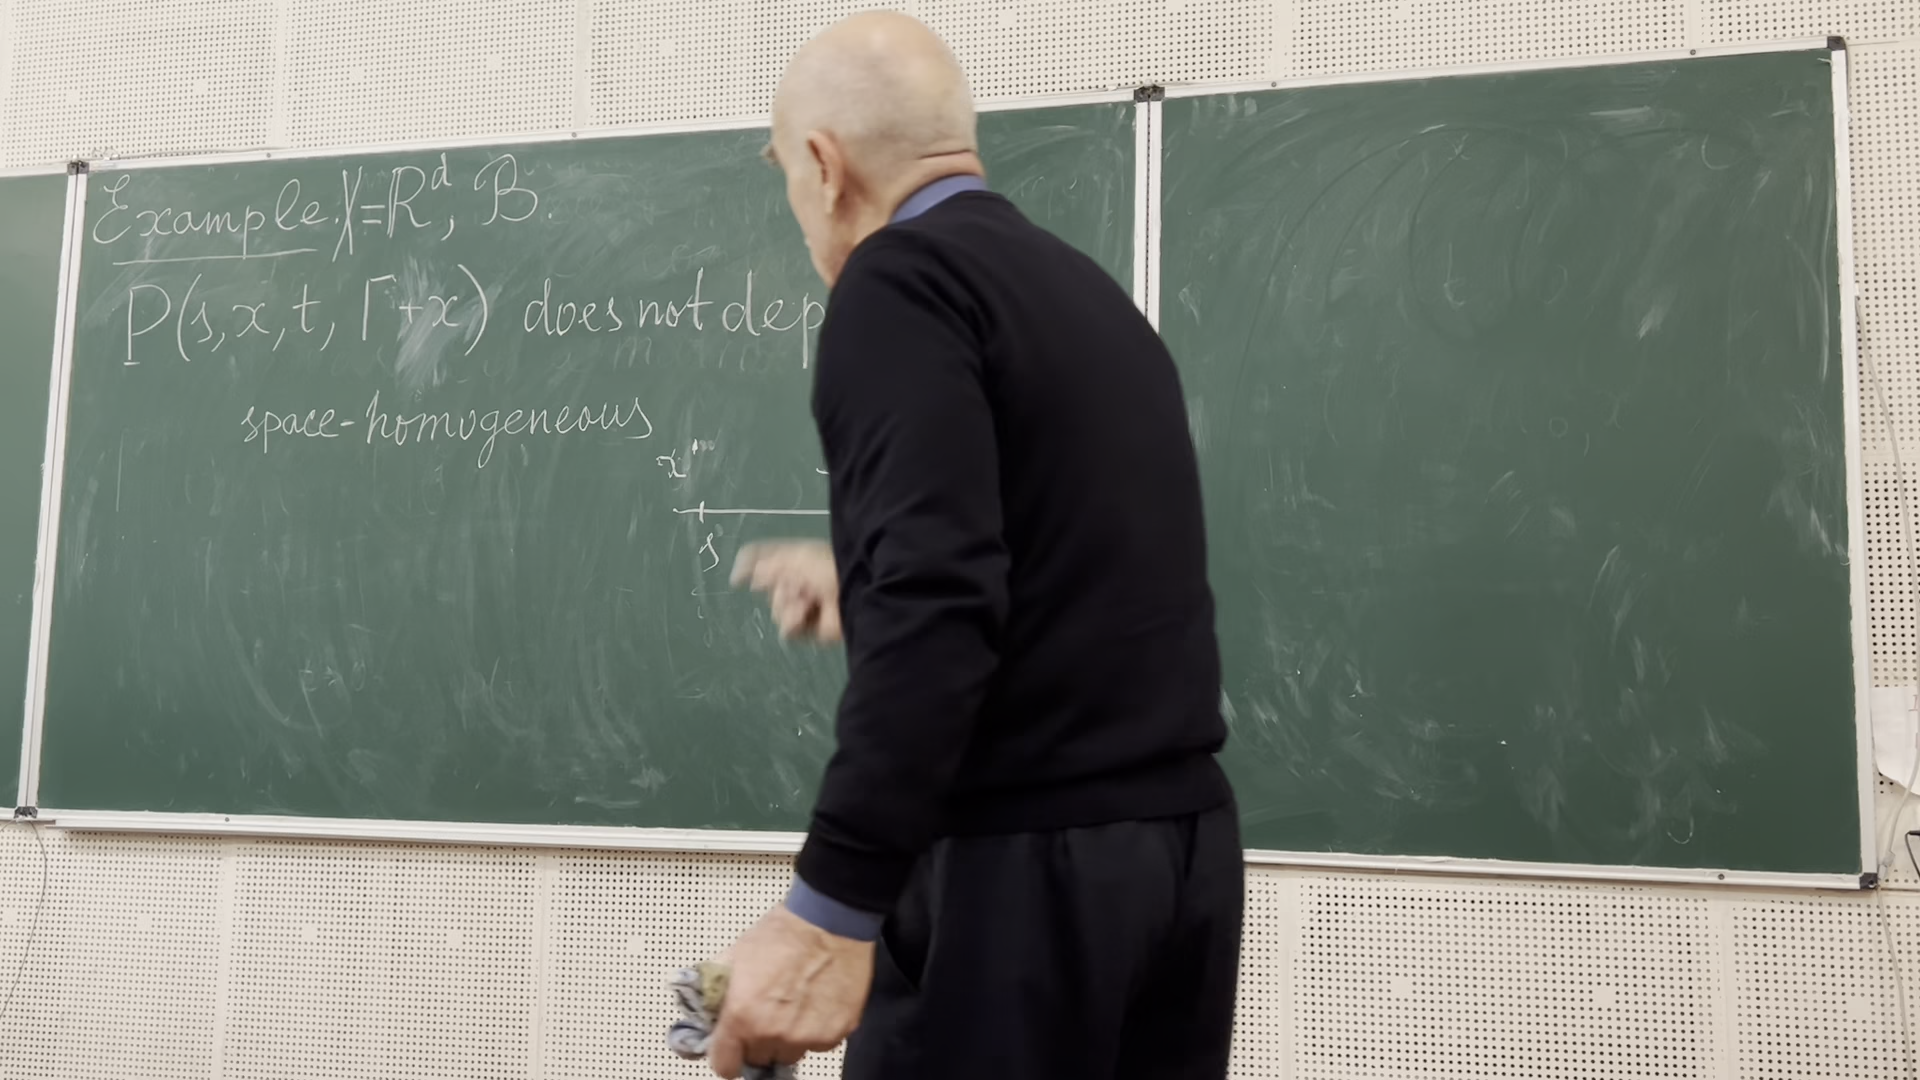 Example. X=R^d, B.
P(s,x,t, Γ+x) does not dep
space-homogeneous
x
s